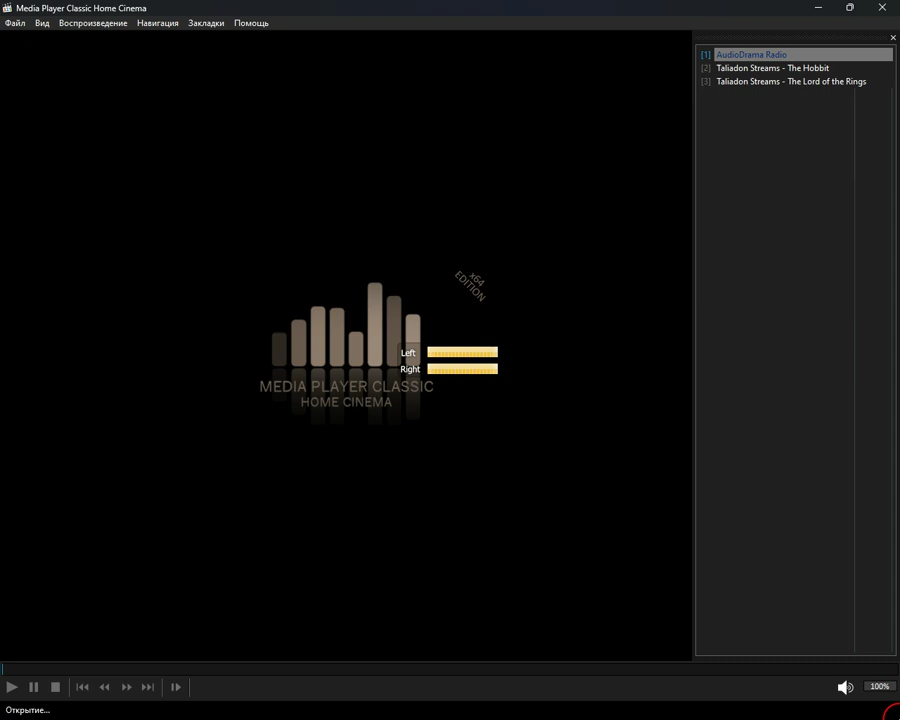 Media Player Classic Home Cinema
Файл Вид Воспроизведение Навигация Закладки Помощь
[1] AudioDrama Radio
[2] Taliadon Streams - The Hobbit
[3] Taliadon Streams - The Lord of the Rings
x64
EDITION
Left
Right
MEDIA PLAYER CLASSIC
HOME CINEMA
100%
Открытие...